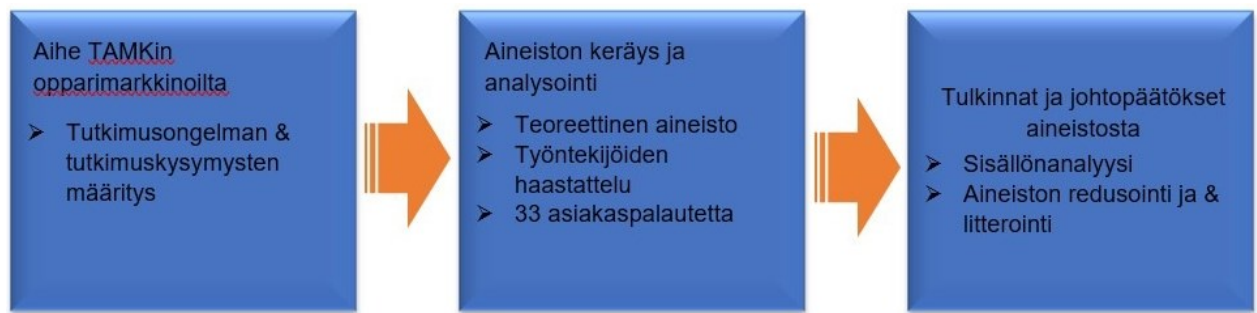 Aihe TAMKin
opparimarkkinoilta
➢ Tutkimusongelman &
tutkimuskysymysten
määritys
Aineiston keräys ja
analysointi
➢ Teoreettinen aineisto
➢ Työntekijöiden
haastattelu
➢ 33 asiakaspalautetta
Tulkinnat ja johtopäätökset
aineistosta
➢ Sisällönanalyysi
➢ Aineiston redusointi ja &
litterointi